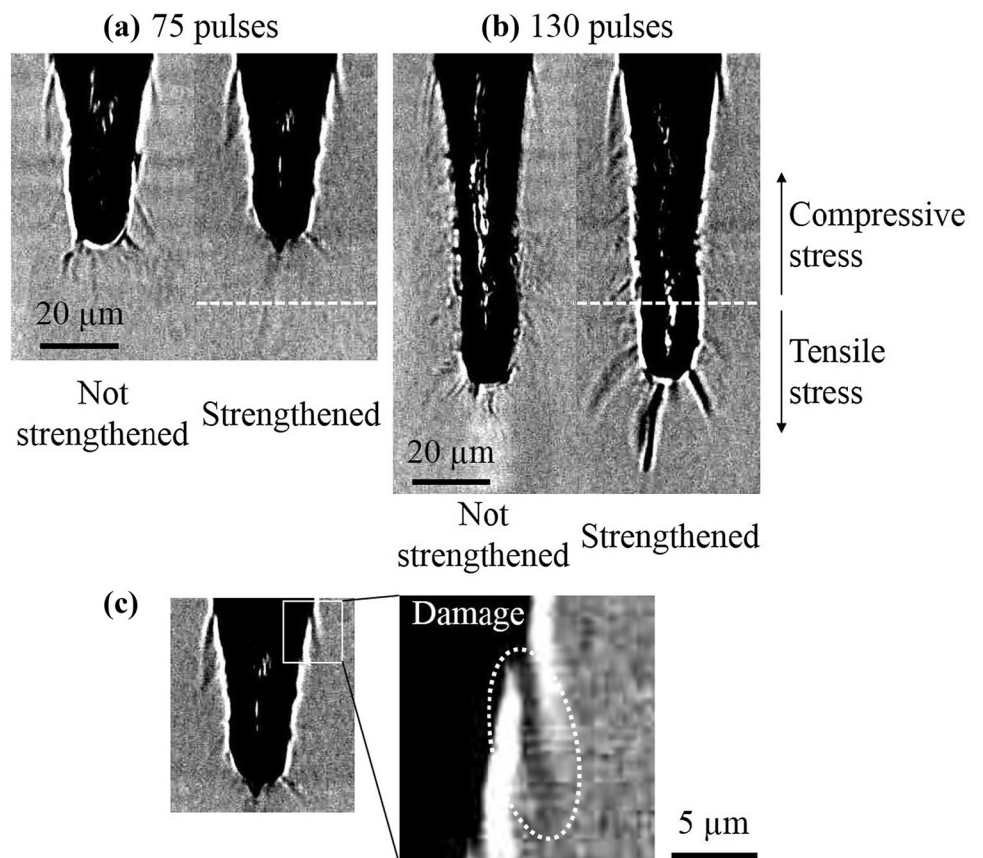 (a) 75 pulses
(b) 130 pulses
20 µm
Not
strengthened
Strengthened
20 µm
Not
strengthened
Strengthened
Compressive
stress
Tensile
stress
(c)
Damage
5 µm